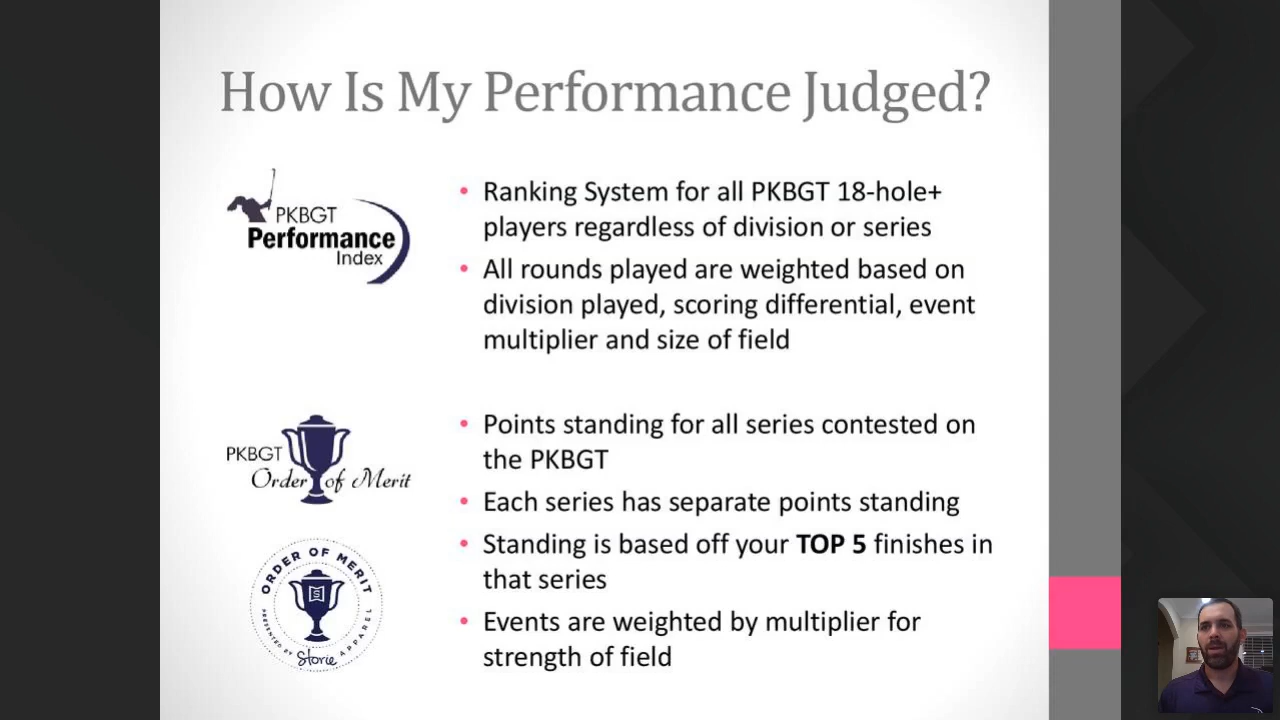 How Is My Performance Judged?
PKBGT
Performance
Index
• Ranking System for all PKBGT 18-hole+
players regardless of division or series
• All rounds played are weighted based on
division played, scoring differential, event
multiplier and size of field
PKBGT
Order of Merit
• Points standing for all series contested on
the PKBGT
• Each series has separate points standing
• Standing is based off your TOP 5 finishes in
that series
• Events are weighted by multiplier for
strength of field
ORDER OF MERIT
PRESENTED BY Storie APPAREL
S